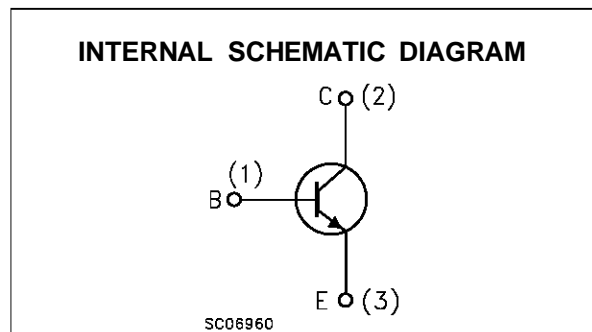 INTERNAL SCHEMATIC DIAGRAM
C (2)
(1)
B
E (3)
SC06960